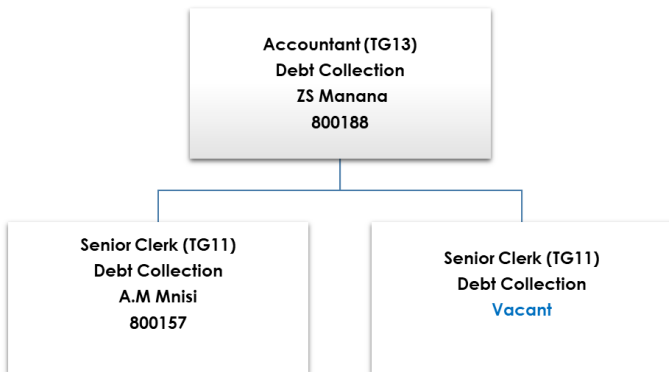 Accountant (TG13)
Debt Collection
ZS Manana
800188
Senior Clerk (TG11)
Debt Collection
A.M Mnisi
800157
Senior Clerk (TG11)
Debt Collection
Vacant